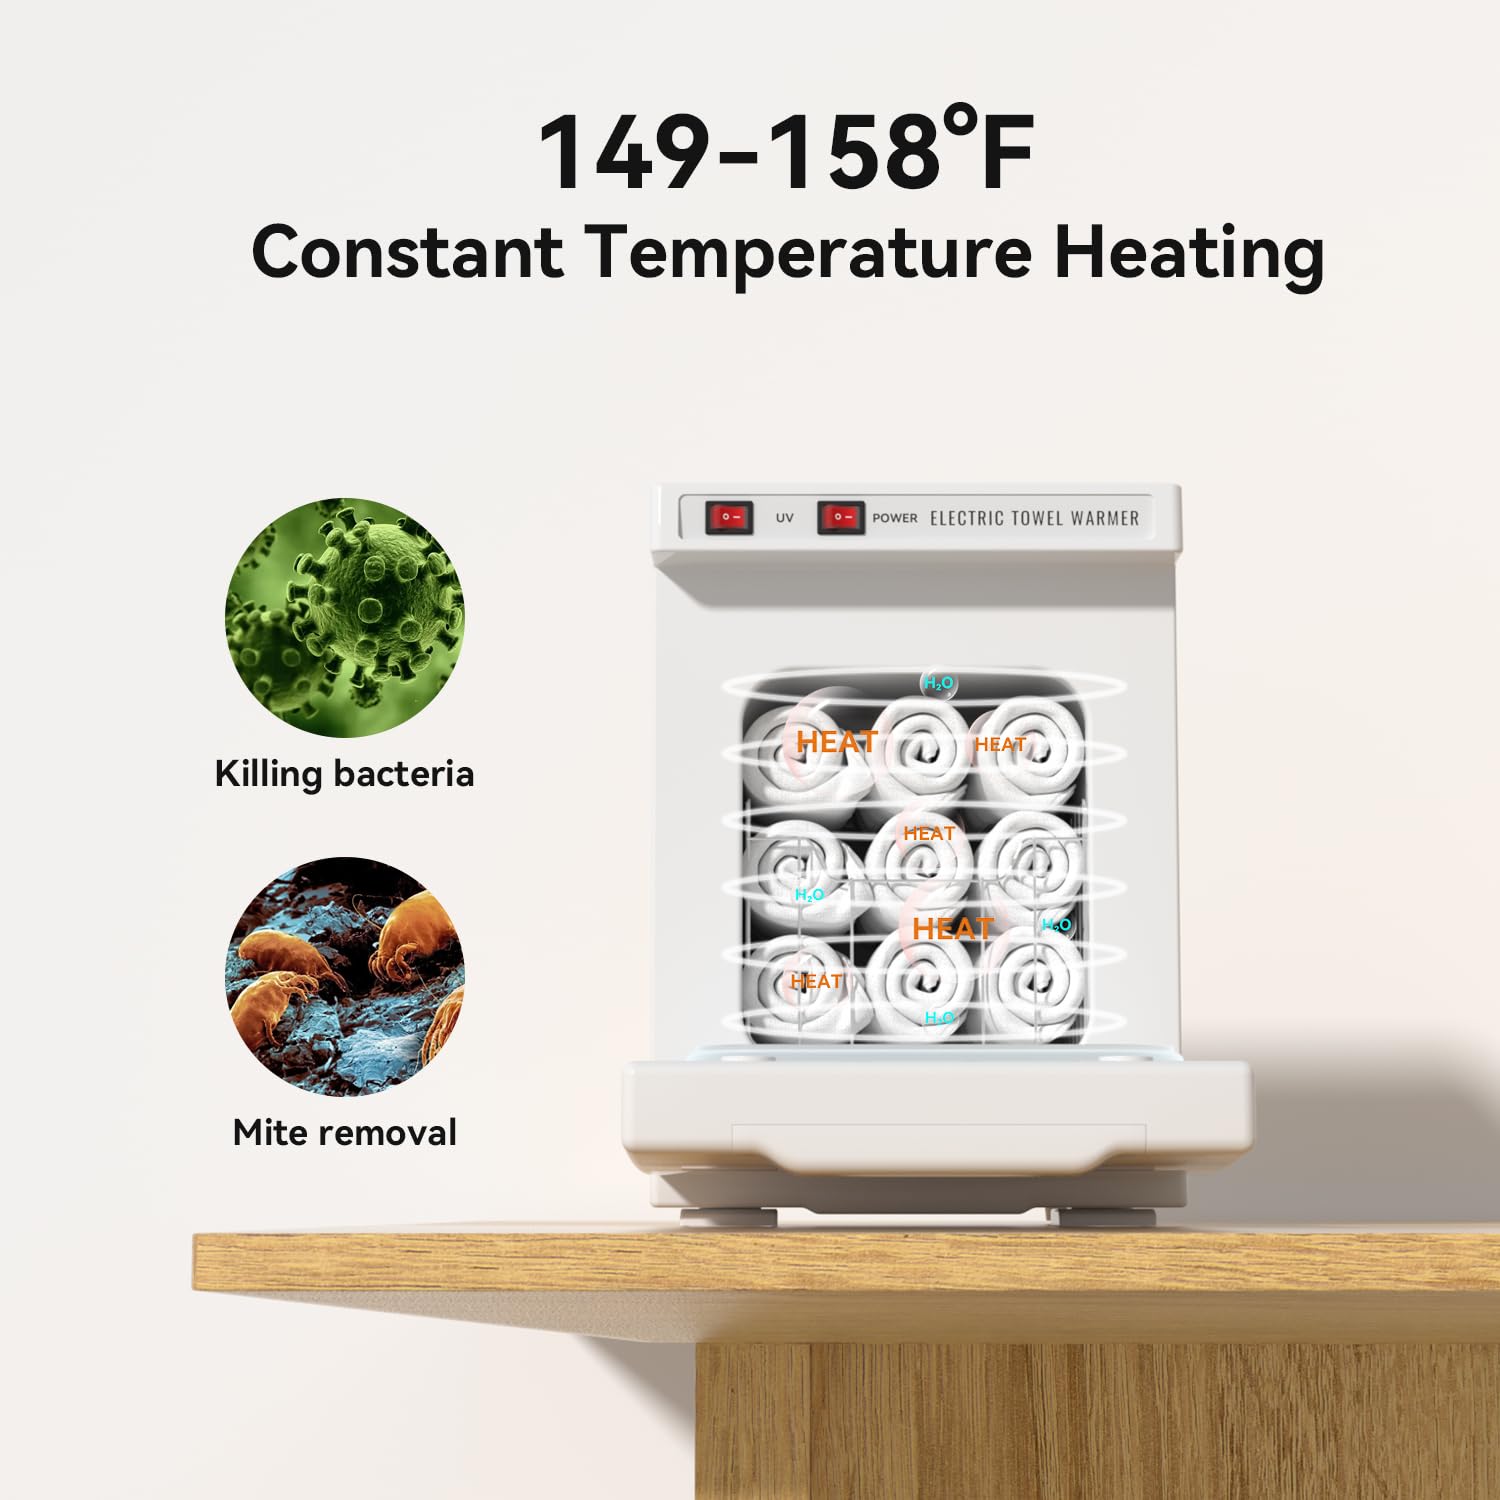 149-158°F
Constant Temperature Heating
UV POWER ELECTRIC TOWEL WARMER
H₂O
HEAT HEAT
HEAT
H₂O
HEAT H₂O
HEAT
H₂O
Killing bacteria
Mite removal